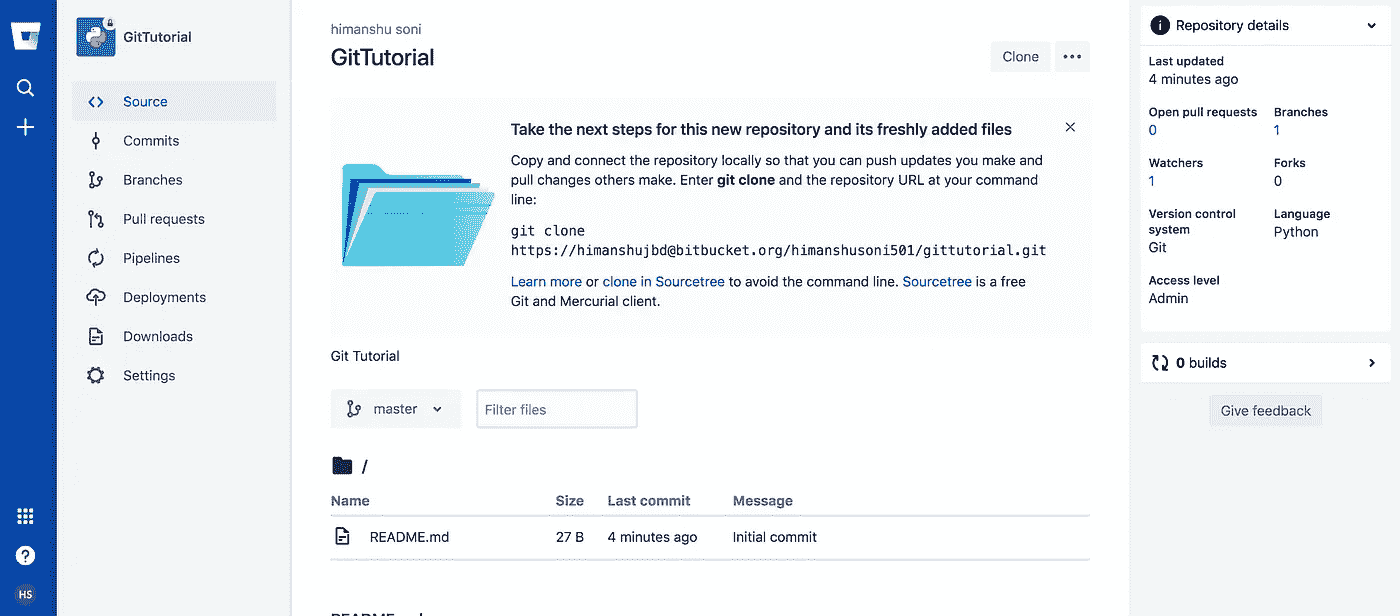 GitTutorial
Source
Commits
Branches
Pull requests
Pipelines
Deployments
Downloads
Settings
HS
himanshu soni
GitTutorial
Clone
Take the next steps for this new repository and its freshly added files
Copy and connect the repository locally so that you can push updates you make and
pull changes others make. Enter git clone and the repository URL at your command
line:
git clone
https://himanshujbd@bitbucket.org/himanshusoni501/gittutorial.git
Learn more or clone in Sourcetree to avoid the command line. Sourcetree is a free
Git and Mercurial client.
Git Tutorial
master
Filter files
/
Name Size Last commit Message
README.md 27 B 4 minutes ago Initial commit
README.md
Repository details
Last updated
4 minutes ago
Open pull requests Branches
0 1
Watchers Forks
1 0
Version control Language
system Python
Git
Access level
Admin
0 builds
Give feedback